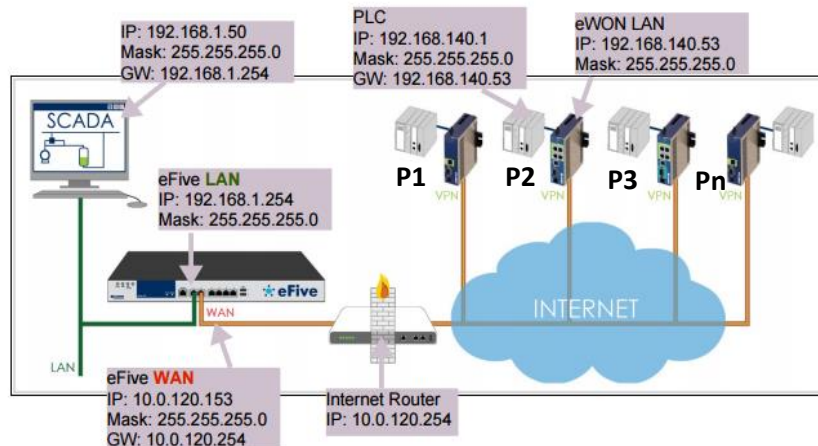 IP: 192.168.1.50
Mask: 255.255.255.0
GW: 192.168.1.254
PLC
IP: 192.168.140.1
Mask: 255.255.255.0
GW: 192.168.140.53
eWON LAN
IP: 192.168.140.53
Mask: 255.255.255.0
SCADA
P1
P2
P3
Pn
VPN
VPN
VPN
VPN
eFive LAN
IP: 192.168.1.254
Mask: 255.255.255.0
eFive
WAN
INTERNET
LAN
eFive WAN
IP: 10.0.120.153
Mask: 255.255.255.0
GW: 10.0.120.254
Internet Router
IP: 10.0.120.254